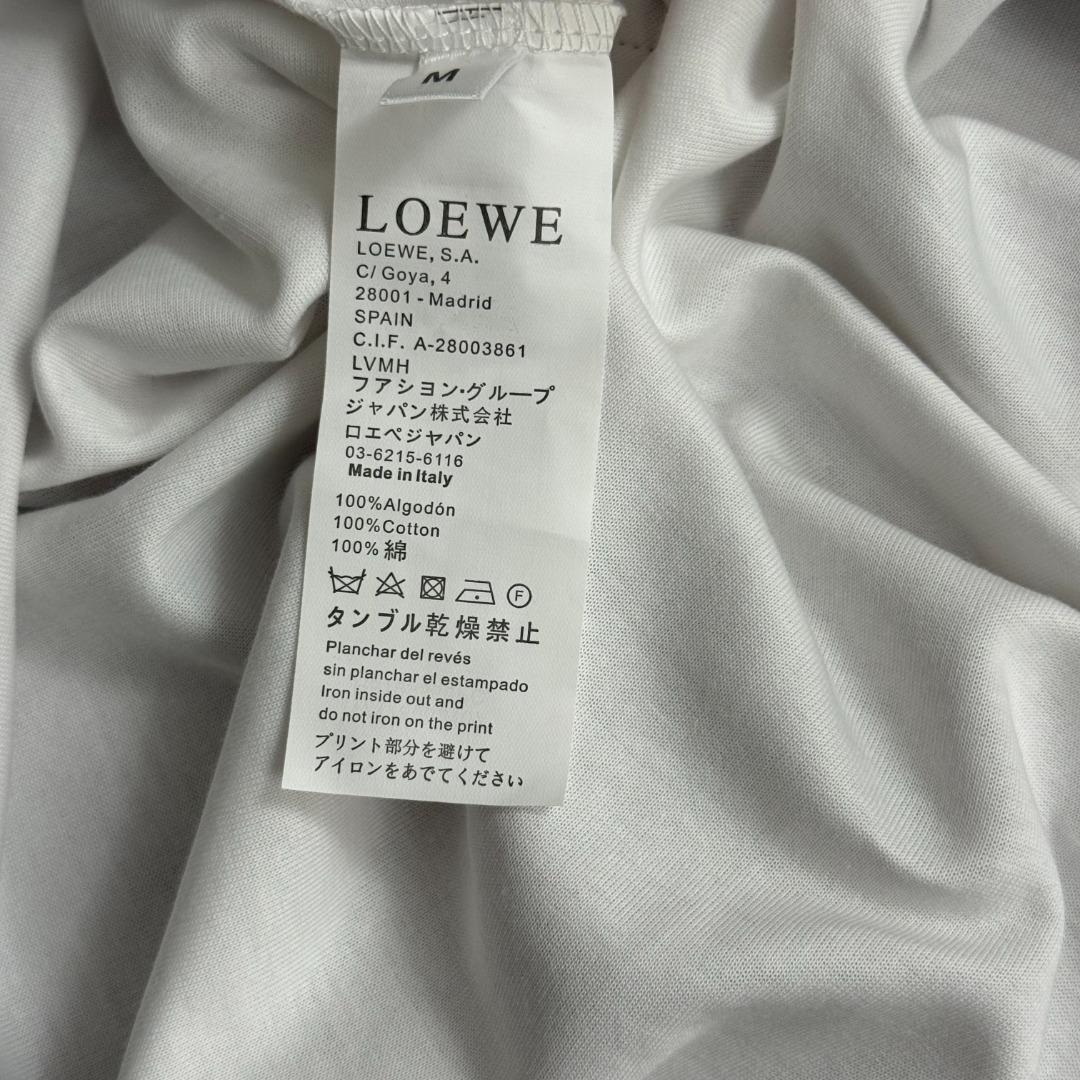 M
LOEWE
LOEWE, S.A.
C/ Goya, 4
28001 - Madrid
SPAIN
C.I.F. A-28003861
LVMH
フアシヨン·グループ
ジャパン株式会社
ロエペジヤパン
03-6215-6116
Made in Italy
100%Algodón
100%Cotton
100% 綿
F
タンブル乾燥禁止
Planchar del revés
sin planchar el estampado
Iron inside out and
do not iron on the print
プリント部分を避けて
アイロンをあでてください